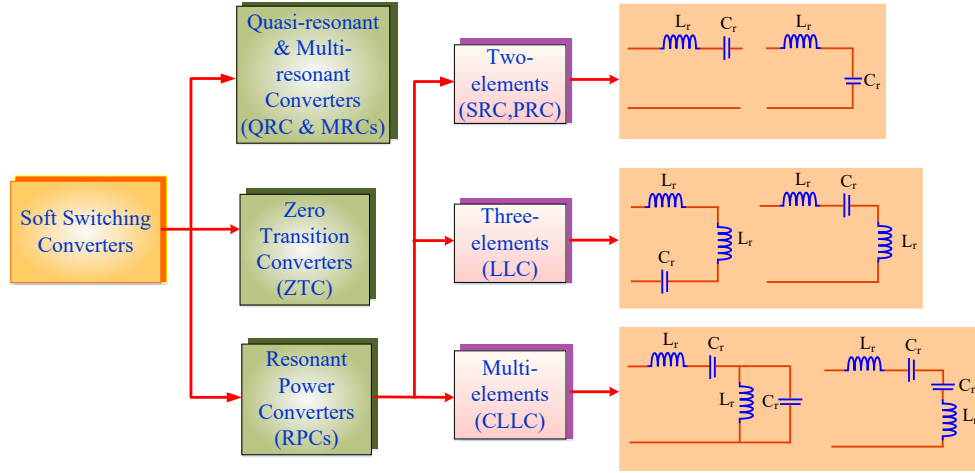 Soft Switching
Converters
Quasi-resonant
& Multi-
resonant
Converters
(QRC & MRCs)
Zero
Transition
Converters
(ZTC)
Resonant
Power
Converters
(RPCs)
Two-
elements
(SRC,PRC)
Three-
elements
(LLC)
Multi-
elements
(CLLC)
Lr
Cr
Lr
Cr
Lr
Lr
Cr
Lr
Cr
Lr
Lr
Cr
Lr
Cr
Lr
Cr
Cr
Lr